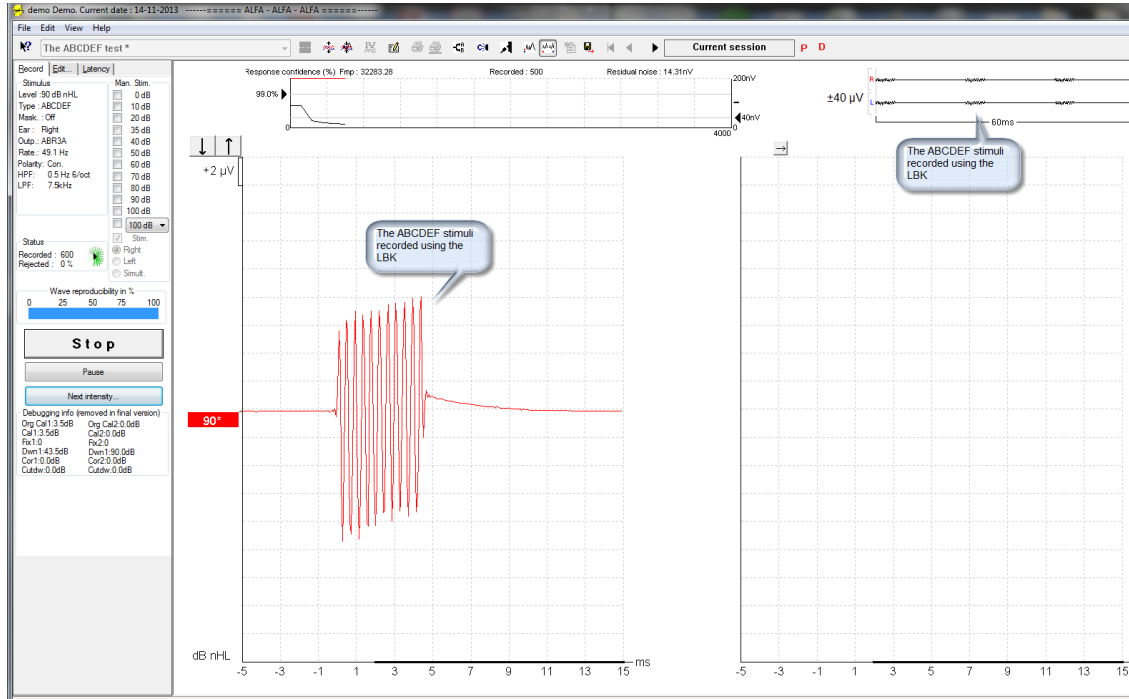 demo Demo. Current date : 14-11-2013 ------====== ALFA - ALFA - ALFA ======------
File Edit View Help
The ABCDEF test *
Current session
P D
Record Edit... Latency
Stimulus
Level :90 dB nHL
Type : ABCDEF
Mask. : Off
Ear : Right
Outp.: ABR3A
Rate.: 49.1 Hz
Polarity: Con.
HPF: 0.5 Hz 6/oct
LPF: 7.5kHz
Man. Stim.
0 dB
10 dB
20 dB
35 dB
40 dB
50 dB
60 dB
70 dB
80 dB
90 dB
100 dB
100 dB
Stim.
Right
Left
Simult.
Status
Recorded : 600
Rejected : 0 %
Wave reproducibility in %
0 25 50 75 100
Stop
Pause
Next intensity...
Debugging info (removed in final version)
Org Cal1:3.5dB Org Cal2:0.0dB
Cal1:3.5dB Cal2:0.0dB
Fix1:0 Fix2:0
Dwn1:43.5dB Dwn1:90.0dB
Cor1:0.0dB Cor2:0.0dB
Cutdw:0.0dB Cutdw:0.0dB
Response confidence (%) Fmp : 32283.28 Recorded : 500 Residual noise : 14.31nV
99.0%
200nV
40nV
0 0
4000
±40 µV
R
L
60ms
The ABCDEF stimuli
recorded using the
LBK
+2 µV
The ABCDEF stimuli
recorded using the
LBK
90*
dB nHL
-5 -3 -1 1 3 5 7 9 11 13 15 ms
-5 -3 -1 1 3 5 7 9 11 13 15